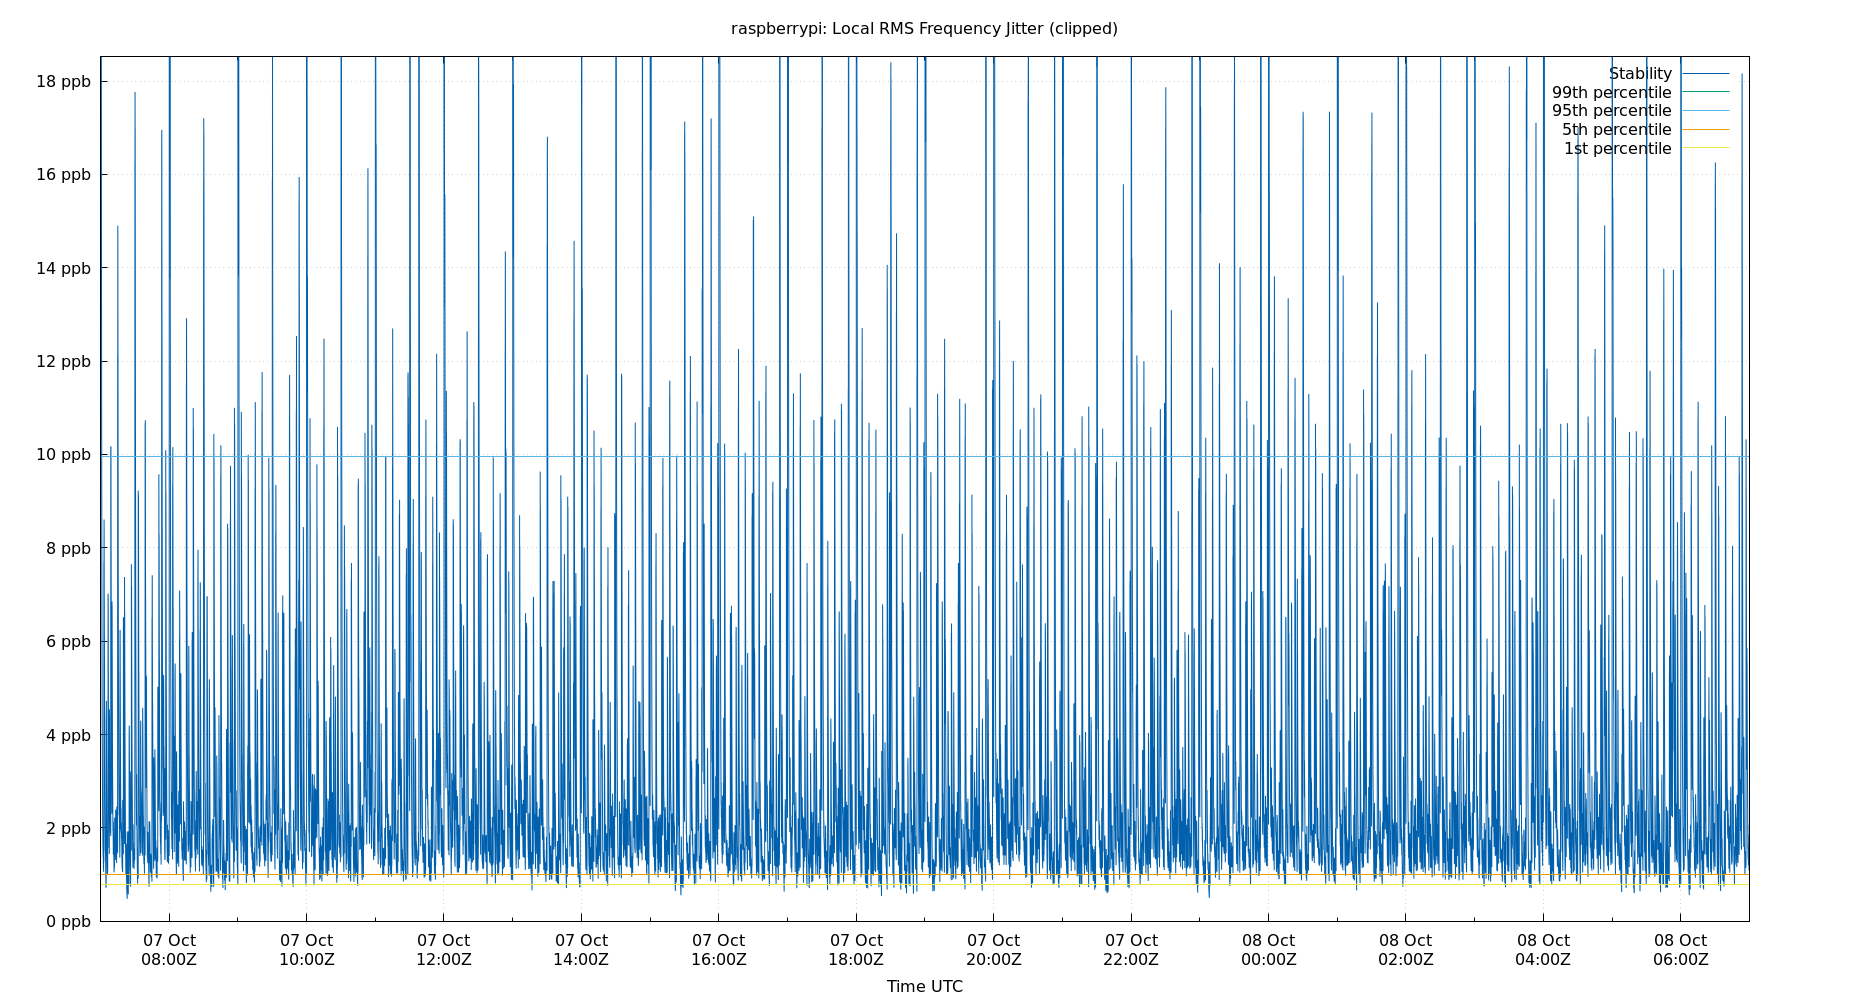 raspberrypi: Local RMS Frequency Jitter (clipped)
18 ppb
16 ppb
14 ppb
12 ppb
10 ppb
8 ppb
6 ppb
4 ppb
2 ppb
0 ppb
Stability
99th percentile
95th percentile
5th percentile
1st percentile
07 Oct 07 Oct 07 Oct 07 Oct 07 Oct 07 Oct 07 Oct 07 Oct 08 Oct 08 Oct 08 Oct 08 Oct
08:00Z 10:00Z 12:00Z 14:00Z 16:00Z 18:00Z 20:00Z 22:00Z 00:00Z 02:00Z 04:00Z 06:00Z
Time UTC